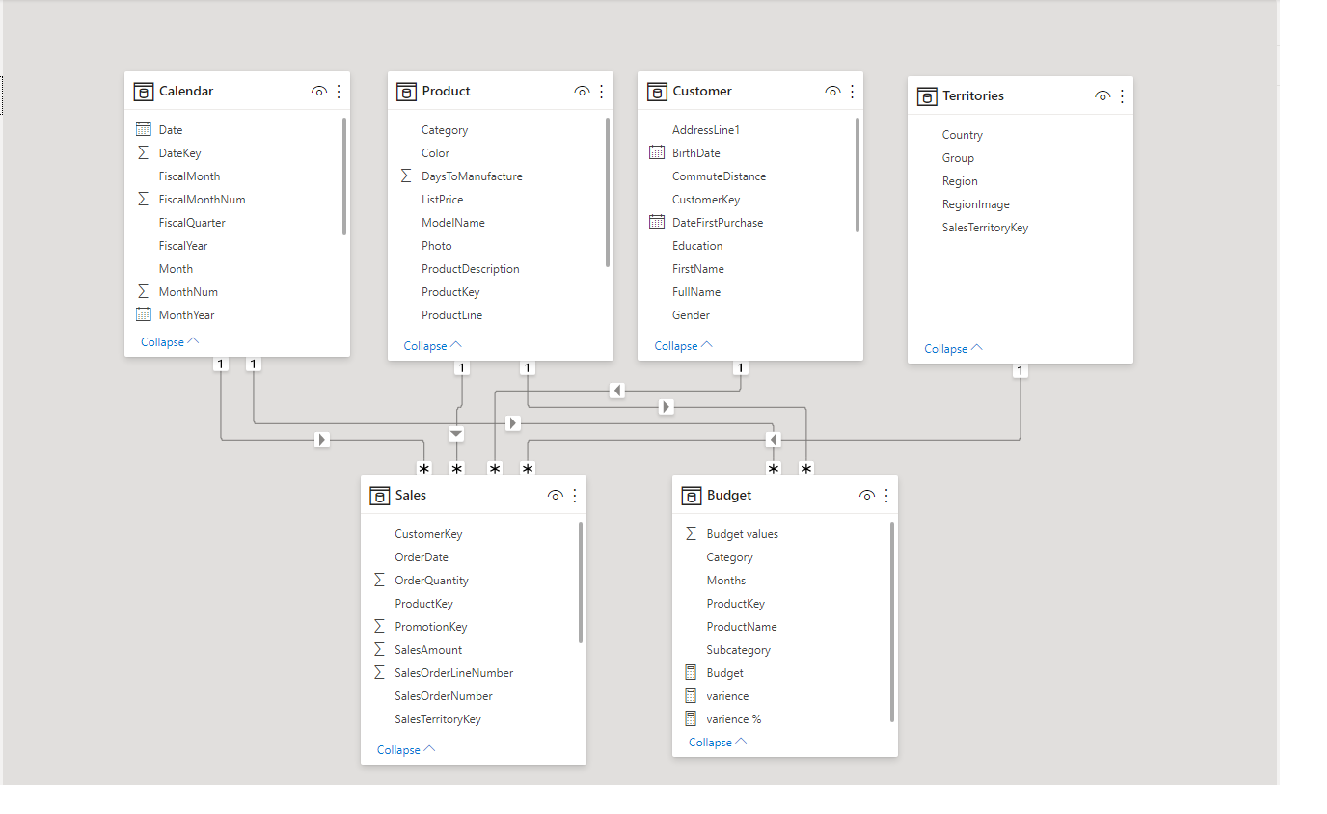 Calendar
Date
DateKey
FiscalMonth
FiscalMonthNum
FiscalQuarter
FiscalYear
Month
MonthNum
MonthYear
Collapse
Product
Category
Color
DaysToManufacture
ListPrice
ModelName
Photo
ProductDescription
ProductKey
ProductLine
Collapse
Customer
AddressLine1
BirthDate
CommuteDistance
CustomerKey
DateFirstPurchase
Education
FirstName
FullName
Gender
Collapse
Territories
Country
Group
Region
RegionImage
SalesTerritoryKey
Collapse
1 1 1 1 1 1
* * * * * *
Sales
CustomerKey
OrderDate
OrderQuantity
ProductKey
PromotionKey
SalesAmount
SalesOrderLineNumber
SalesOrderNumber
SalesTerritoryKey
Collapse
Budget
Budget values
Category
Months
ProductKey
ProductName
Subcategory
Budget
varience
varience %
Collapse